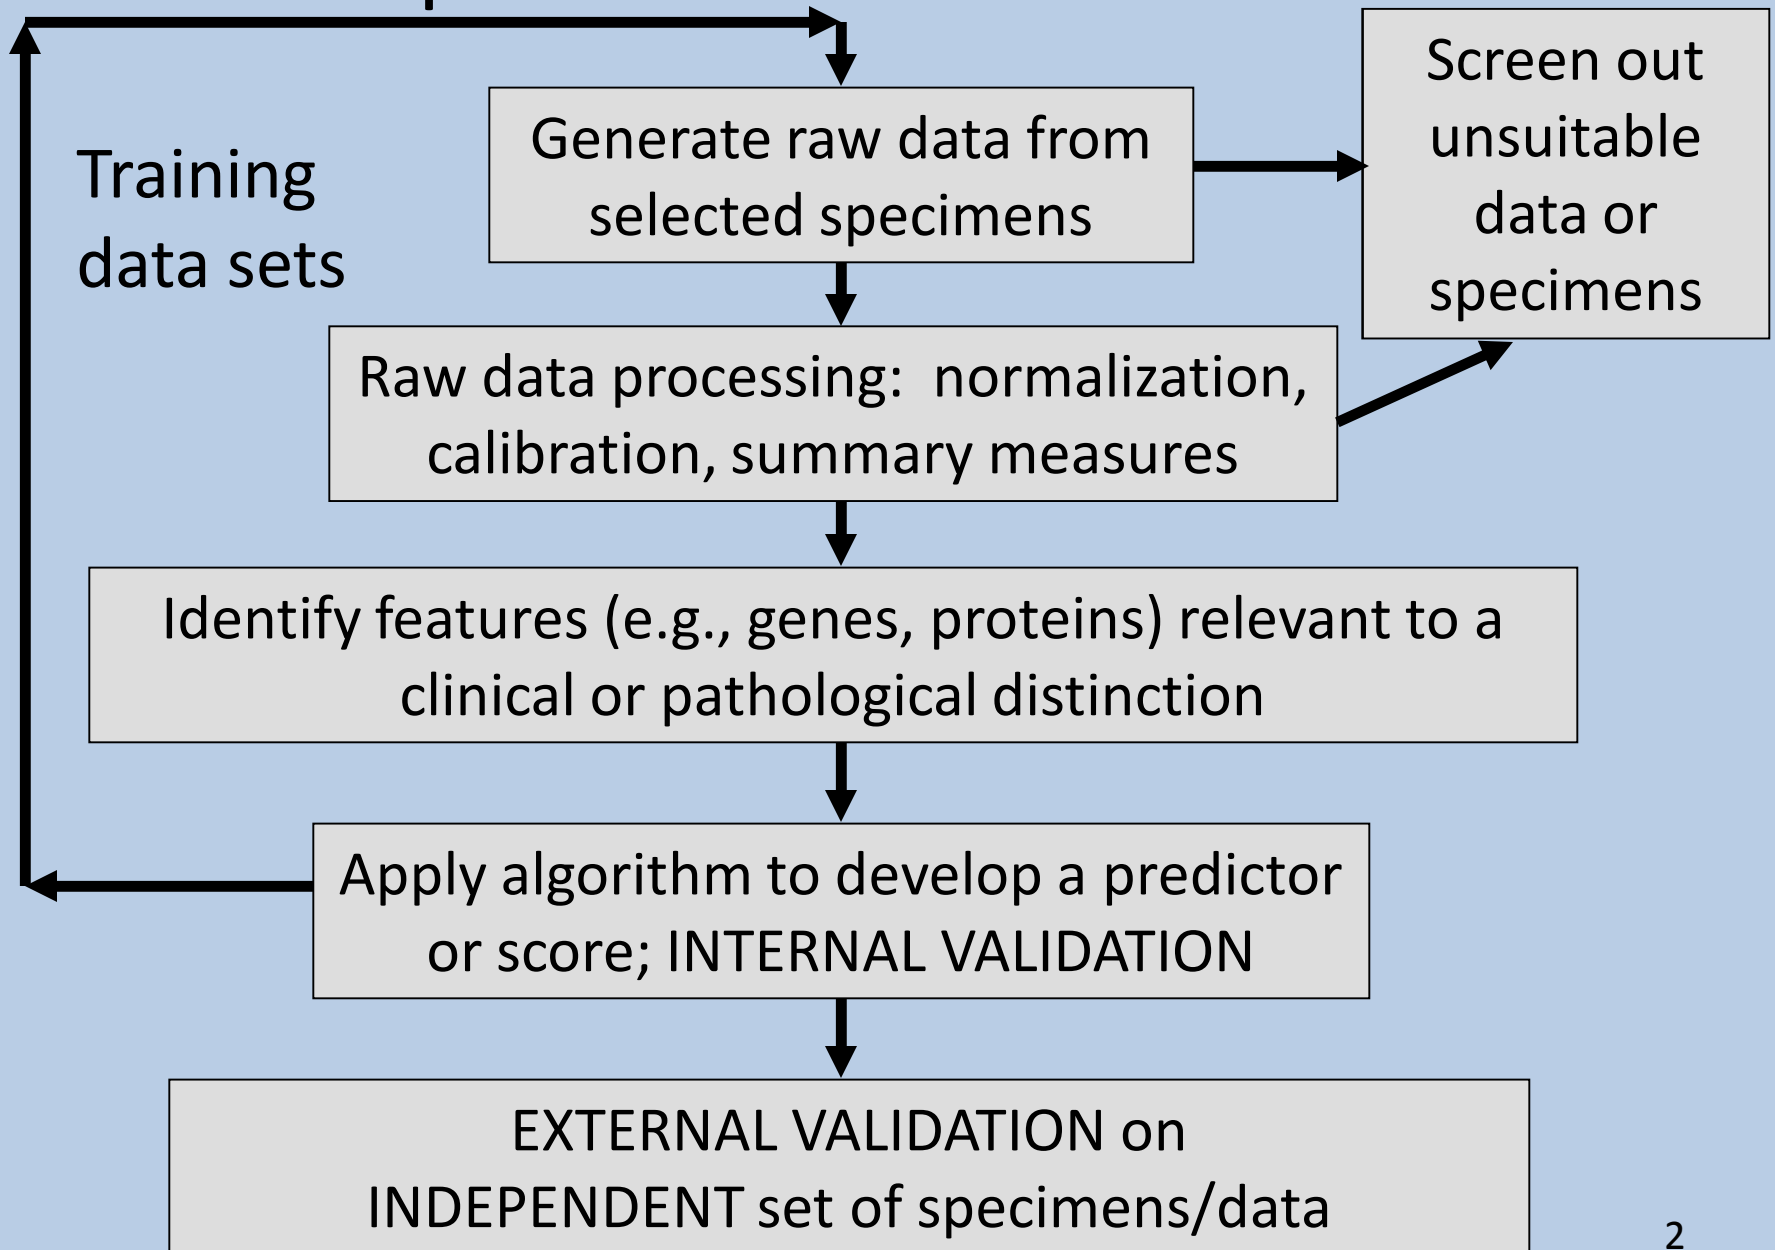 Training
data sets
Generate raw data from
selected specimens
Screen out
unsuitable
data or
specimens
Raw data processing:  normalization,
calibration, summary measures
Identify features (e.g., genes, proteins) relevant to a
clinical or pathological distinction
Apply algorithm to develop a predictor
or score; INTERNAL VALIDATION
EXTERNAL VALIDATION on
INDEPENDENT set of specimens/data
2